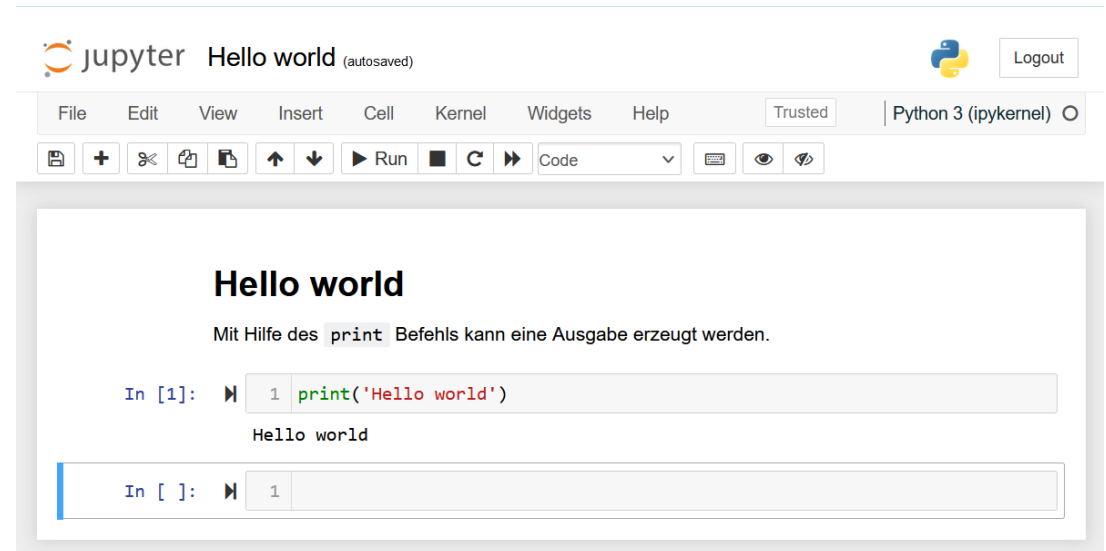 jupyter Hello world (autosaved) Logout
File Edit View Insert Cell Kernel Widgets Help Trusted Python 3 (ipykernel)
Run Code
Hello world
Mit Hilfe des print Befehls kann eine Ausgabe erzeugt werden.
In [1]: 1 print('Hello world')
Hello world
In [ ]: 1